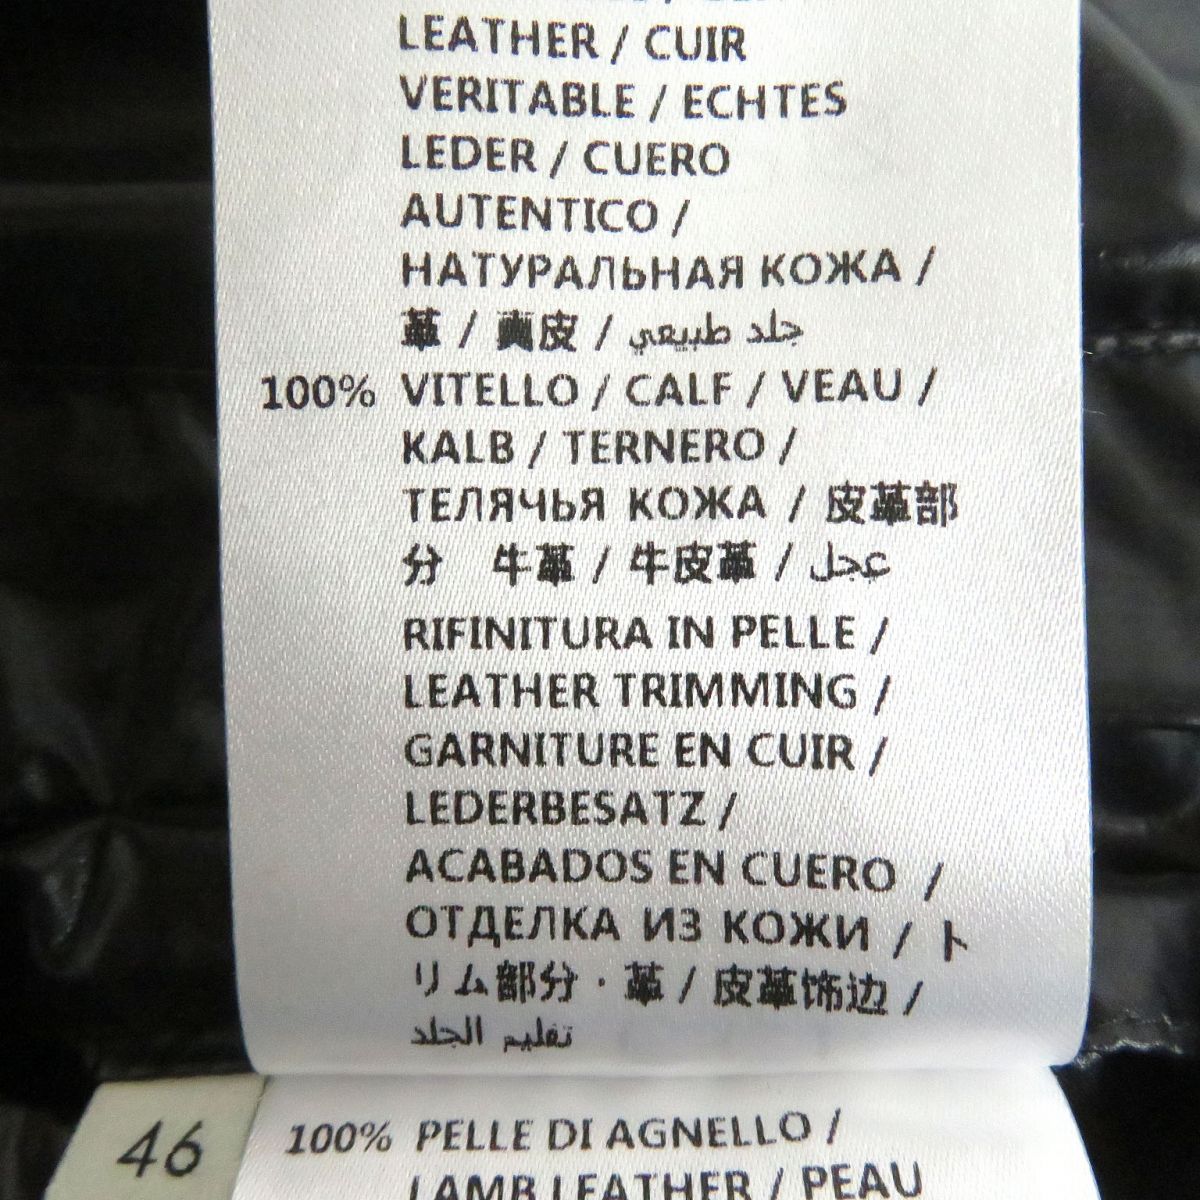 LEATHER / CUIR
VERITABLE / ECHTES
LEDER / CUERO
AUTENTICO /
НАТУРАЛЬНАЯ КОЖА /
革 / 真皮 / جلد طبيعي
100% VITELLO / CALF / VEAU /
KALB / TERNERO /
ТЕЛЯЧЬЯ КОЖА / 皮革部
分 牛革 / 牛皮革 / عجل
RIFINITURA IN PELLE /
LEATHER TRIMMING /
GARNITURE EN CUIR /
LEDERBESATZ /
ACABADOS EN CUERO /
ОТДЕЛКА ИЗ КОЖИ / ト
リム部分・革 / 皮革饰边 /
تقليم الجلد
46
100% PELLE DI AGNELLO /
LAMB LEATHER / PEAU